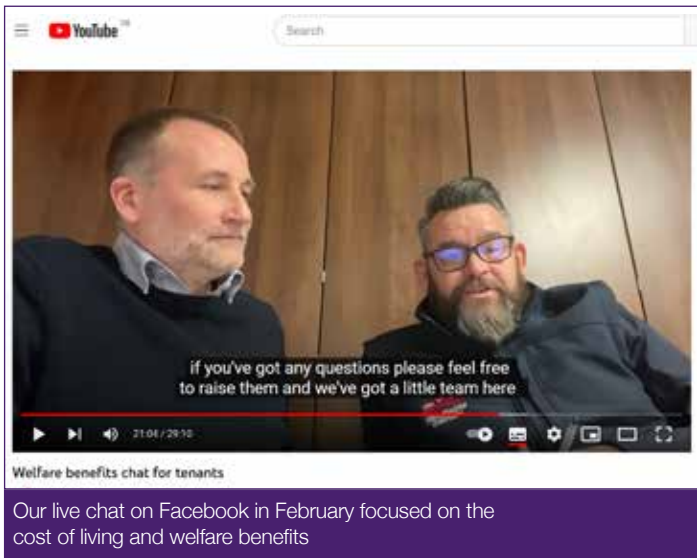 YouTube GB
Search
if you've got any questions please feel free
to raise them and we've got a little team here
21:04 / 29:10
Welfare benefits chat for tenants
Our live chat on Facebook in February focused on the
cost of living and welfare benefits